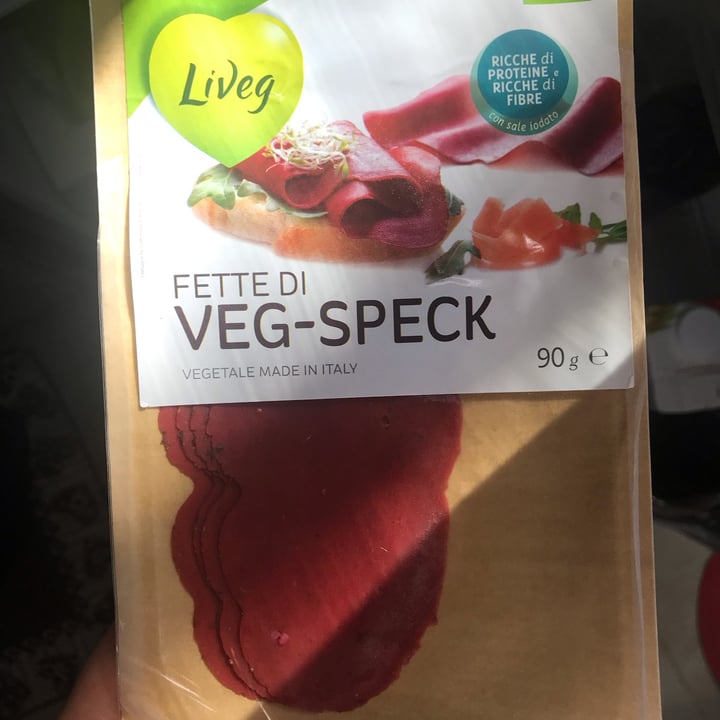 LiVeg
RICCHE di
PROTEINE e
RICCHE di
FIBRE
con sale iodato
FETTE DI
VEG-SPECK
VEGETALE MADE IN ITALY
90 g ℮